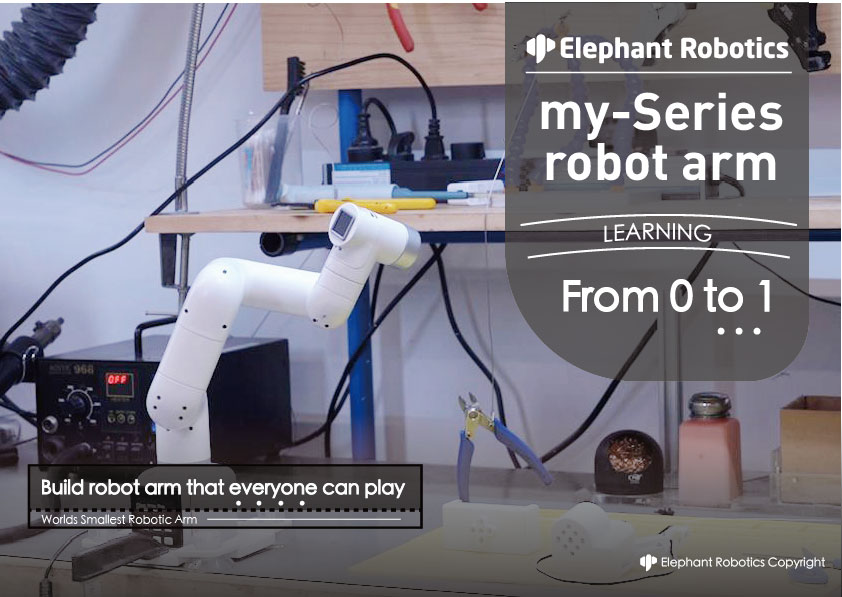 Elephant Robotics
my-Series
robot arm
LEARNING
From 0 to 1
968
OFF
Build robot arm that everyone can play
Worlds Smallest Robotic Arm
Elephant Robotics Copyright